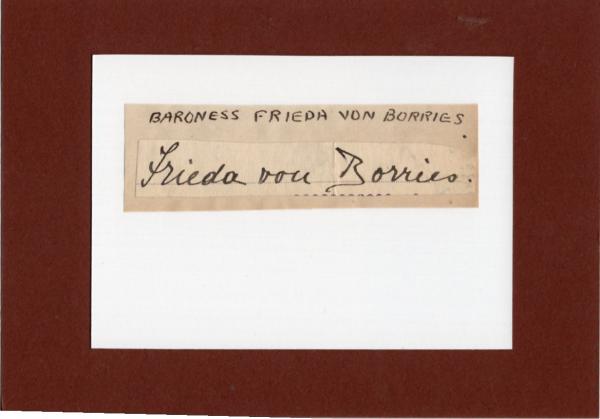 BARONESS FRIEDA VON BORRIES
Frieda von Borries.